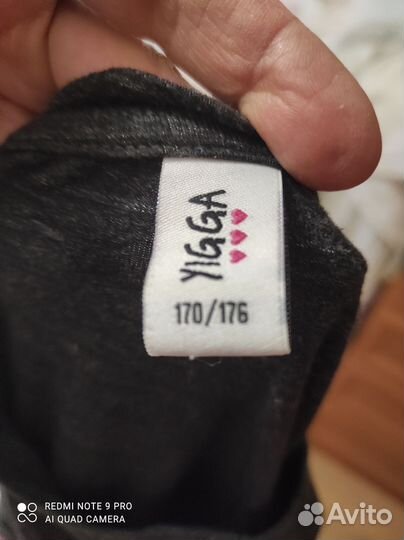 YIGGA
170/176
REDMI NOTE 9 PRO
AI QUAD CAMERA
Avito